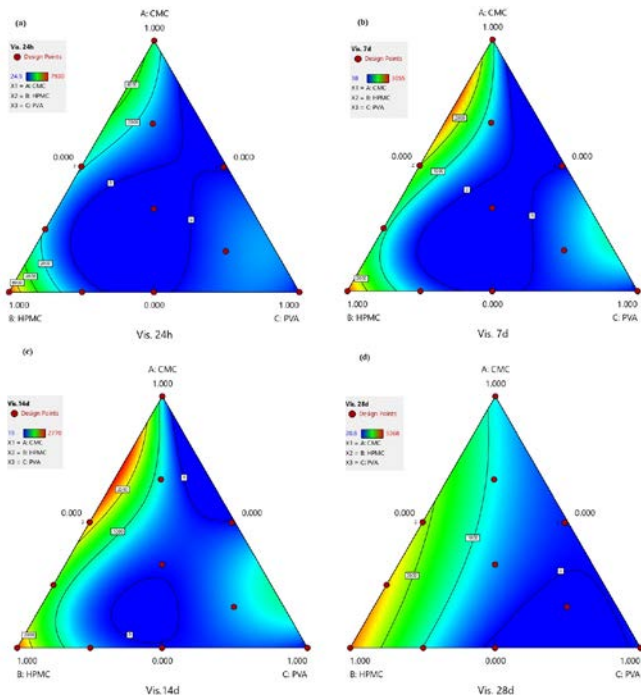 (a)
A: CMC
1.000
Vis. 24h
Design Points
24.5 7900
X1 = A: CMC
X2 = B: HPMC
X3 = C: PVA
0.000
0.000
1.000
0.000
1.000
B: HPMC
C: PVA
Vis. 24h
(b)
A: CMC
1.000
Vis. 7d
Design Points
X1 = A: CMC
X2 = B: HPMC
X3 = C: PVA
0.000
0.000
1.000
0.000
1.000
B: HPMC
C: PVA
Vis. 7d
(c)
A: CMC
1.000
Vis.14d
Design Points
2770
X1 = A: CMC
X2 = B: HPMC
X3 = C: PVA
0.000
0.000
1.000
0.000
1.000
B: HPMC
C: PVA
Vis.14d
(d)
A: CMC
1.000
Vis. 28d
Design Points
X1 = A: CMC
X2 = B: HPMC
X3 = C: PVA
0.000
0.000
1.000
0.000
1.000
B: HPMC
C: PVA
Vis. 28d